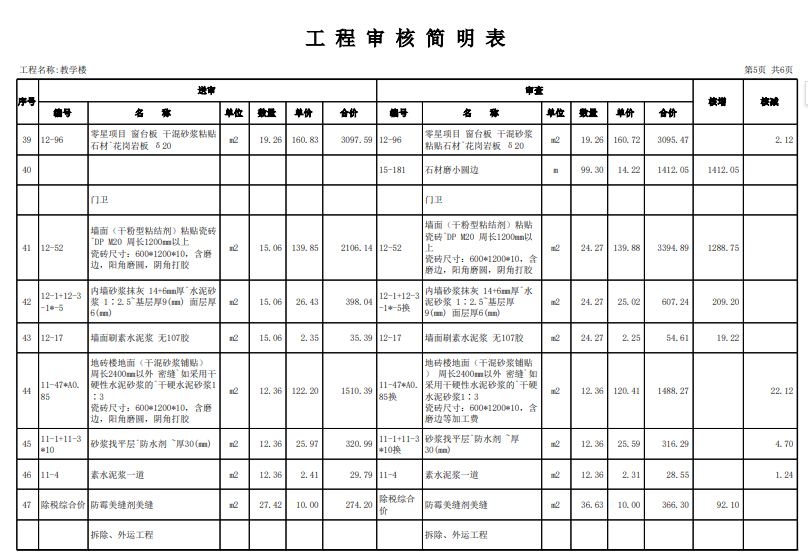 工程审核简明表
工程名称:教学楼 第5页 共6页
序号 送审 审查 核增 核减
编号 名 称 单位 数量 单价 合价 编号 名 称 单位 数量 单价 合价
39 12-96 零星项目 窗台板 干混砂浆粘贴 m2 19.26 160.83 3097.59 12-96 零星项目 窗台板 干混砂浆 m2 19.26 160.72 3095.47 2.12
石材~花岗岩板 δ20 粘贴石材~花岗岩板 δ20
40 15-181 石材磨小圆边 m 99.30 14.22 1412.05 1412.05
门卫 门卫
41 12-52 墙面（干粉型粘结剂）粘贴瓷砖 m2 15.06 139.85 2106.14 12-52 墙面（干粉型粘结剂）粘贴 m2 24.27 139.88 3394.89 1288.75
~DP M20 周长1200mm以上 瓷砖~DP M20 周长1200mm以
瓷砖尺寸：600*1200*10，含磨 上
边，阳角磨圆，阴角打胶 瓷砖尺寸：600*1200*10，含
磨边，阳角磨圆，阴角打胶
42 12-1+12-3 内墙砂浆抹灰 14+6mm厚~水泥砂 m2 15.06 26.43 398.04 12-1+12-3 内墙砂浆抹灰 14+6mm厚~ m2 24.27 25.02 607.24 209.20
-1*-5 浆 1∶2.5~基层厚9(mm) 面层厚 -1*-5换 水泥砂浆 1∶2.5~基层厚
6(mm) 9(mm) 面层厚6(mm)
43 12-17 墙面刷素水泥浆 无107胶 m2 15.06 2.35 35.39 12-17 墙面刷素水泥浆 无107胶 m2 24.27 2.25 54.61 19.22
44 11-47*A0. 地砖楼地面（干混砂浆铺贴） m2 12.36 122.20 1510.39 11-47*A0. 地砖楼地面（干混砂浆铺贴 m2 12.36 120.41 1488.27 22.12
85 周长2400mm以外 密缝~如采用干 85换 ） 周长2400mm以外 密缝~如
硬性水泥砂浆的~干硬水泥砂浆1 采用干硬性水泥砂浆的~干硬
∶3 水泥砂浆1∶3
瓷砖尺寸：600*1200*10，含磨 瓷砖尺寸：600*1200*10，含
边，阳角磨圆，阴角打胶 磨边等加工费
45 11-1+11-3 砂浆找平层~防水剂 ~厚30(mm) m2 12.36 25.97 320.99 11-1+11-3 砂浆找平层~防水剂 ~厚 m2 12.36 25.59 316.29 4.70
*10 *10换 30(mm)
46 11-4 素水泥浆一道 m2 12.36 2.41 29.79 11-4 素水泥浆一道 m2 12.36 2.31 28.55 1.24
47 除税综合价 防霉美缝剂美缝 m2 27.42 10.00 274.20 除税综合 防霉美缝剂美缝 m2 36.63 10.00 366.30 92.10
价
拆除、外运工程 拆除、外运工程